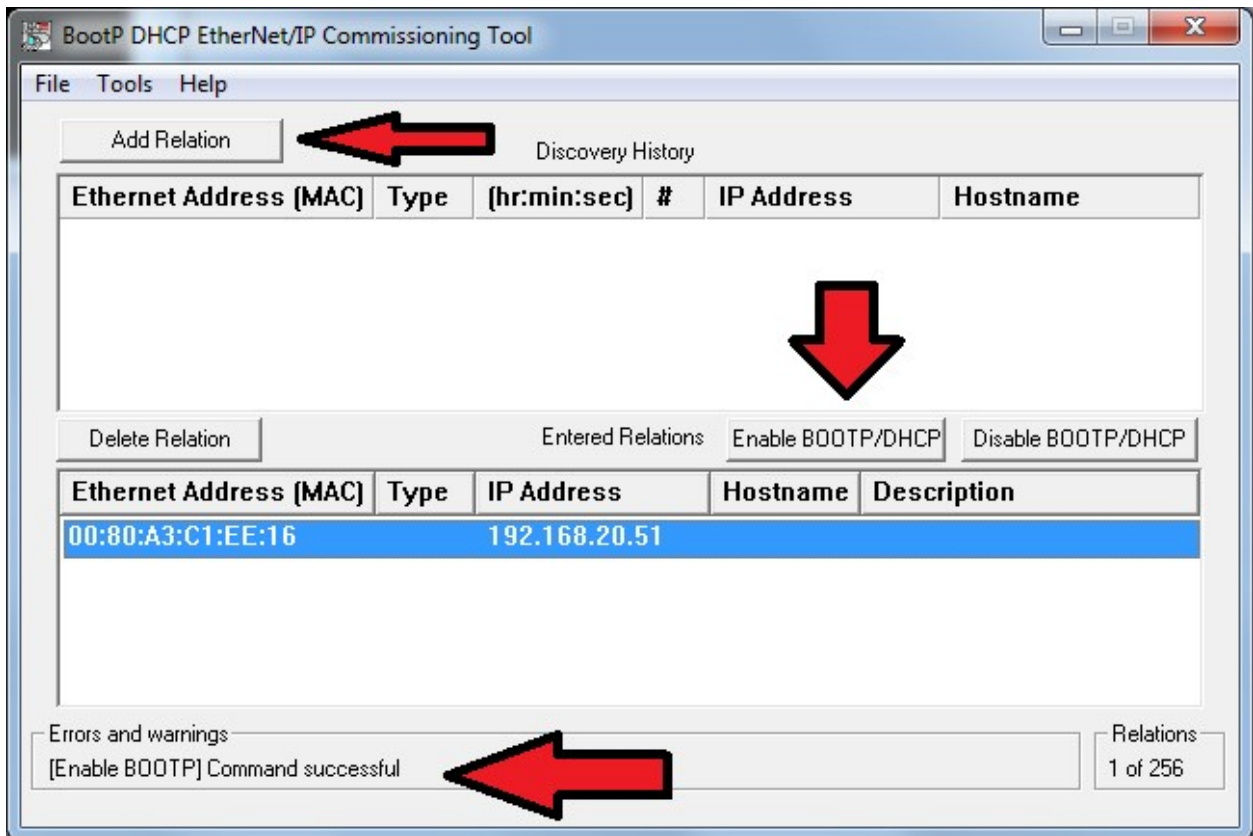 BootP DHCP EtherNet/IP Commissioning Tool
File Tools Help
Add Relation
Discovery History
Ethernet Address (MAC) Type (hr:min:sec) # IP Address Hostname
Delete Relation Entered Relations Enable BOOTP/DHCP Disable BOOTP/DHCP
Ethernet Address (MAC) Type IP Address Hostname Description
00:80:A3:C1:EE:16 192.168.20.51
Errors and warnings Relations
[Enable BOOTP] Command successful 1 of 256